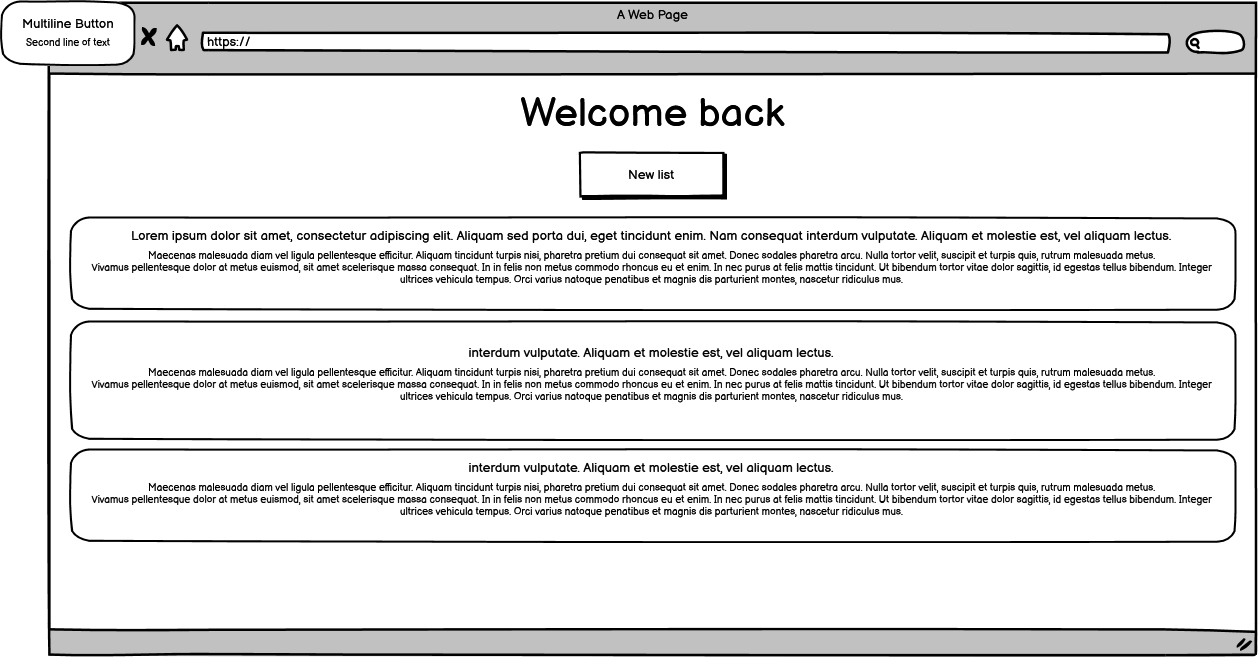 A Web Page
Multiline Button
Second line of text
https://
Welcome back
New list
Lorem ipsum dolor sit amet, consectetur adipiscing elit. Aliquam sed porta dui, eget tincidunt enim. Nam consequat interdum vulputate. Aliquam et molestie est, vel aliquam lectus.
Maecenas malesuada diam vel ligula pellentesque efficitur. Aliquam tincidunt turpis nisi, pharetra pretium dui consequat sit amet. Donec sodales pharetra arcu. Nulla tortor velit, suscipit et turpis quis, rutrum malesuada metus.
Vivamus pellentesque dolor at metus euismod, sit amet scelerisque massa consequat. In in felis non metus commodo rhoncus eu et enim. In nec purus at felis mattis tincidunt. Ut bibendum tortor vitae dolor sagittis, id egestas tellus bibendum. Integer
ultrices vehicula tempus. Orci varius natoque penatibus et magnis dis parturient montes, nascetur ridiculus mus.
interdum vulputate. Aliquam et molestie est, vel aliquam lectus.
Maecenas malesuada diam vel ligula pellentesque efficitur. Aliquam tincidunt turpis nisi, pharetra pretium dui consequat sit amet. Donec sodales pharetra arcu. Nulla tortor velit, suscipit et turpis quis, rutrum malesuada metus.
Vivamus pellentesque dolor at metus euismod, sit amet scelerisque massa consequat. In in felis non metus commodo rhoncus eu et enim. In nec purus at felis mattis tincidunt. Ut bibendum tortor vitae dolor sagittis, id egestas tellus bibendum. Integer
ultrices vehicula tempus. Orci varius natoque penatibus et magnis dis parturient montes, nascetur ridiculus mus.
interdum vulputate. Aliquam et molestie est, vel aliquam lectus.
Maecenas malesuada diam vel ligula pellentesque efficitur. Aliquam tincidunt turpis nisi, pharetra pretium dui consequat sit amet. Donec sodales pharetra arcu. Nulla tortor velit, suscipit et turpis quis, rutrum malesuada metus.
Vivamus pellentesque dolor at metus euismod, sit amet scelerisque massa consequat. In in felis non metus commodo rhoncus eu et enim. In nec purus at felis mattis tincidunt. Ut bibendum tortor vitae dolor sagittis, id egestas tellus bibendum. Integer
ultrices vehicula tempus. Orci varius natoque penatibus et magnis dis parturient montes, nascetur ridiculus mus.